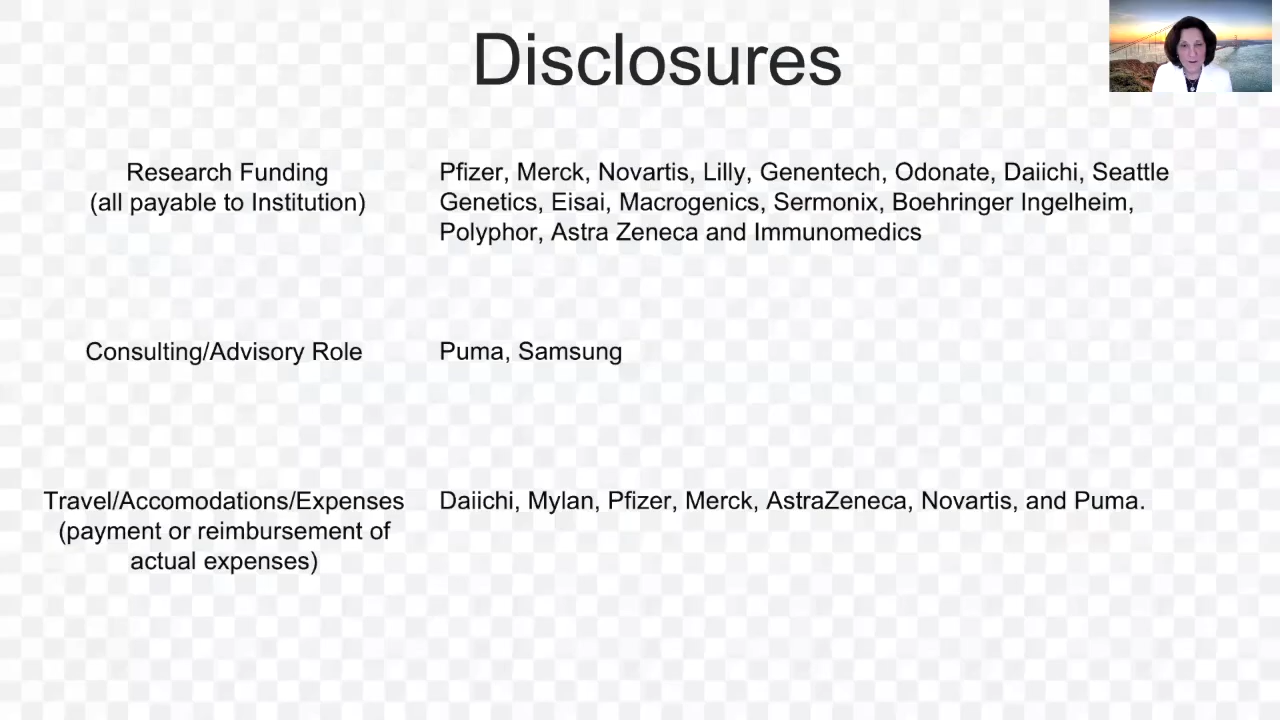 Disclosures
Research Funding
(all payable to Institution)
Pfizer, Merck, Novartis, Lilly, Genentech, Odonate, Daiichi, Seattle
Genetics, Eisai, Macrogenics, Sermonix, Boehringer Ingelheim,
Polyphor, Astra Zeneca and Immunomedics
Consulting/Advisory Role
Puma, Samsung
Travel/Accomodations/Expenses
(payment or reimbursement of
actual expenses)
Daiichi, Mylan, Pfizer, Merck, AstraZeneca, Novartis, and Puma.